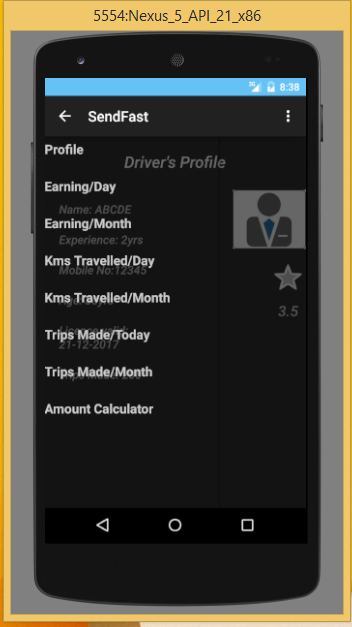 5554:Nexus_5_API_21_x86
3G 8:38
SendFast
Profile
Driver's Profile
Earning/Day
Name: ABCDE
Earning/Month
Experience: 2yrs
Kms Travelled/Day
Mobile No:12345
Kms Travelled/Month
3.5
Trips Made/Today
21-12-2017
Trips Made/Month
Amount Calculator